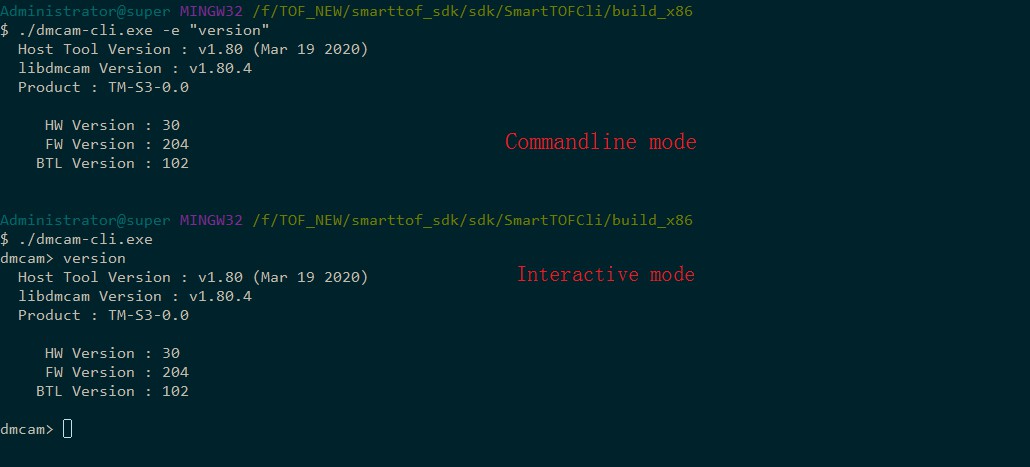 Administrator@super MINGW32 /f/TOF_NEW/smarttof_sdk/sdk/SmartTOFCli/build_x86
$ ./dmcam-cli.exe -e "version"
Host Tool Version : v1.80 (Mar 19 2020)
libdmcam Version : v1.80.4
Product : TM-S3-0.0
HW Version : 30
FW Version : 204
BTL Version : 102
Commandline mode
Administrator@super MINGW32 /f/TOF_NEW/smarttof_sdk/sdk/SmartTOFCli/build_x86
$ ./dmcam-cli.exe
dmcam> version
Host Tool Version : v1.80 (Mar 19 2020)
libdmcam Version : v1.80.4
Product : TM-S3-0.0
HW Version : 30
FW Version : 204
BTL Version : 102
Interactive mode
dmcam>